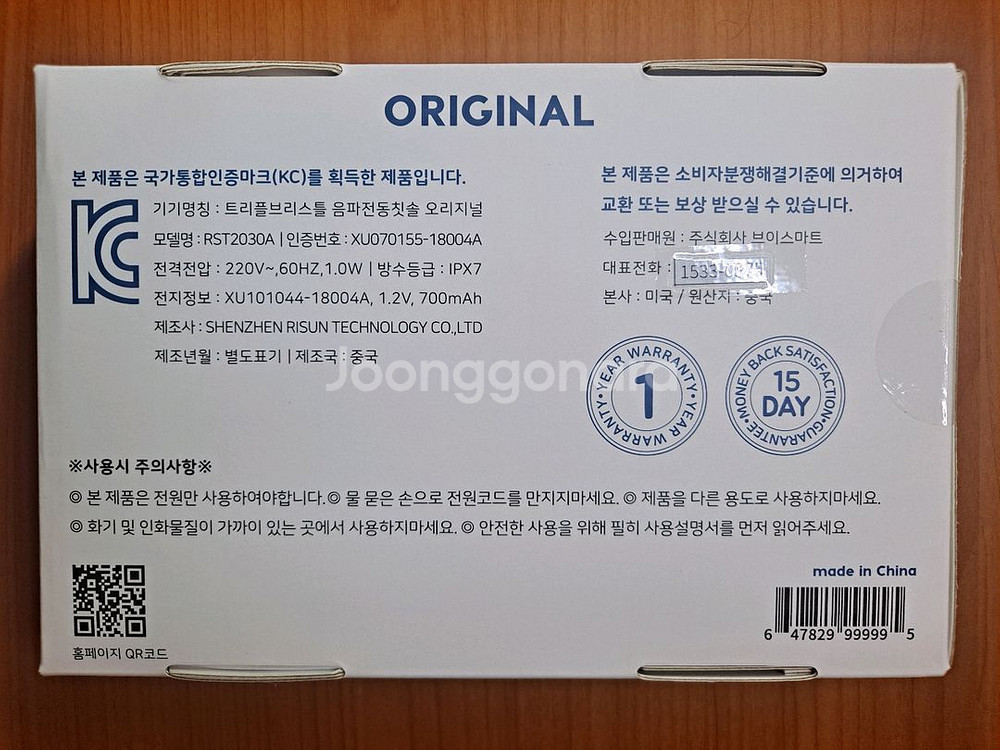 ORIGINAL
본 제품은 국가통합인증마크(KC)를 획득한 제품입니다.
기기명칭 : 트리플브리스틀 음파전동칫솔 오리지널
모델명 : RST2030A | 인증번호 : XU070155-18004A
전격전압 : 220V~,60HZ,1.0W | 방수등급 : IPX7
전지정보 : XU101044-18004A, 1.2V, 700mAh
제조사 : SHENZHEN RISUN TECHNOLOGY CO.,LTD
제조년월 : 별도표기 | 제조국 : 중국
본 제품은 소비자분쟁해결기준에 의거하여
교환 또는 보상 받으실 수 있습니다.
수입판매원 : 주식회사 브이스마트
대표전화 :
본사 : 미국 / 원산지 : 중국
YEAR WARRANTY • YEAR WARRANTY •
1
MONEY BACK SATISFACTION • GUARANTEE •
15
DAY
Joonggonara
※사용시 주의사항※
◎ 본 제품은 전원만 사용하여야합니다.◎ 물 묻은 손으로 전원코드를 만지지마세요. ◎ 제품을 다른 용도로 사용하지마세요.
◎ 화기 및 인화물질이 가까이 있는 곳에서 사용하지마세요. ◎ 안전한 사용을 위해 필히 사용설명서를 먼저 읽어주세요.
홈페이지 QR코드
made in China
6 47829 99999 5